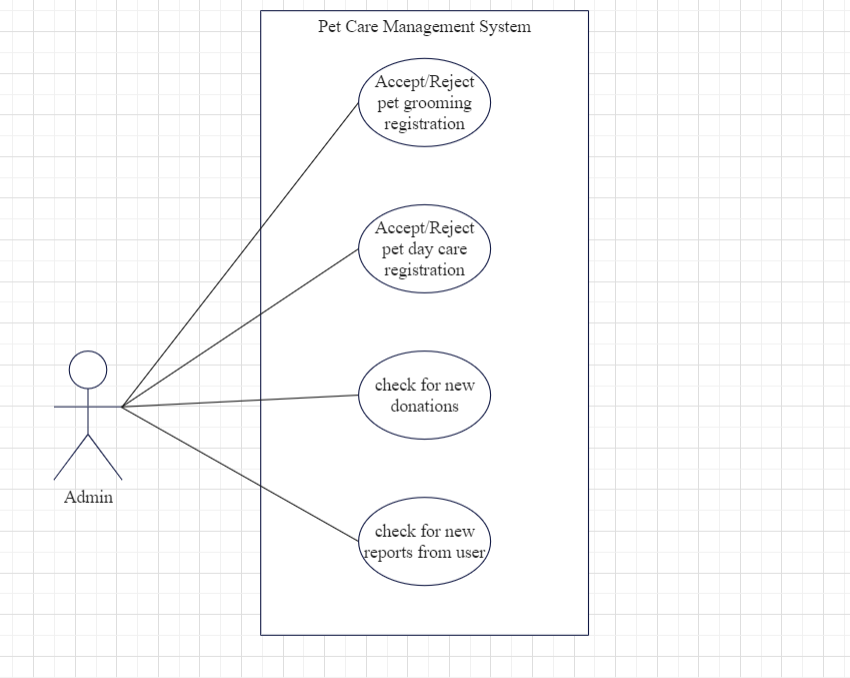 Pet Care Management System
Accept/Reject
pet grooming
registration
Accept/Reject
pet day care
registration
check for new
donations
Admin
check for new
reports from user